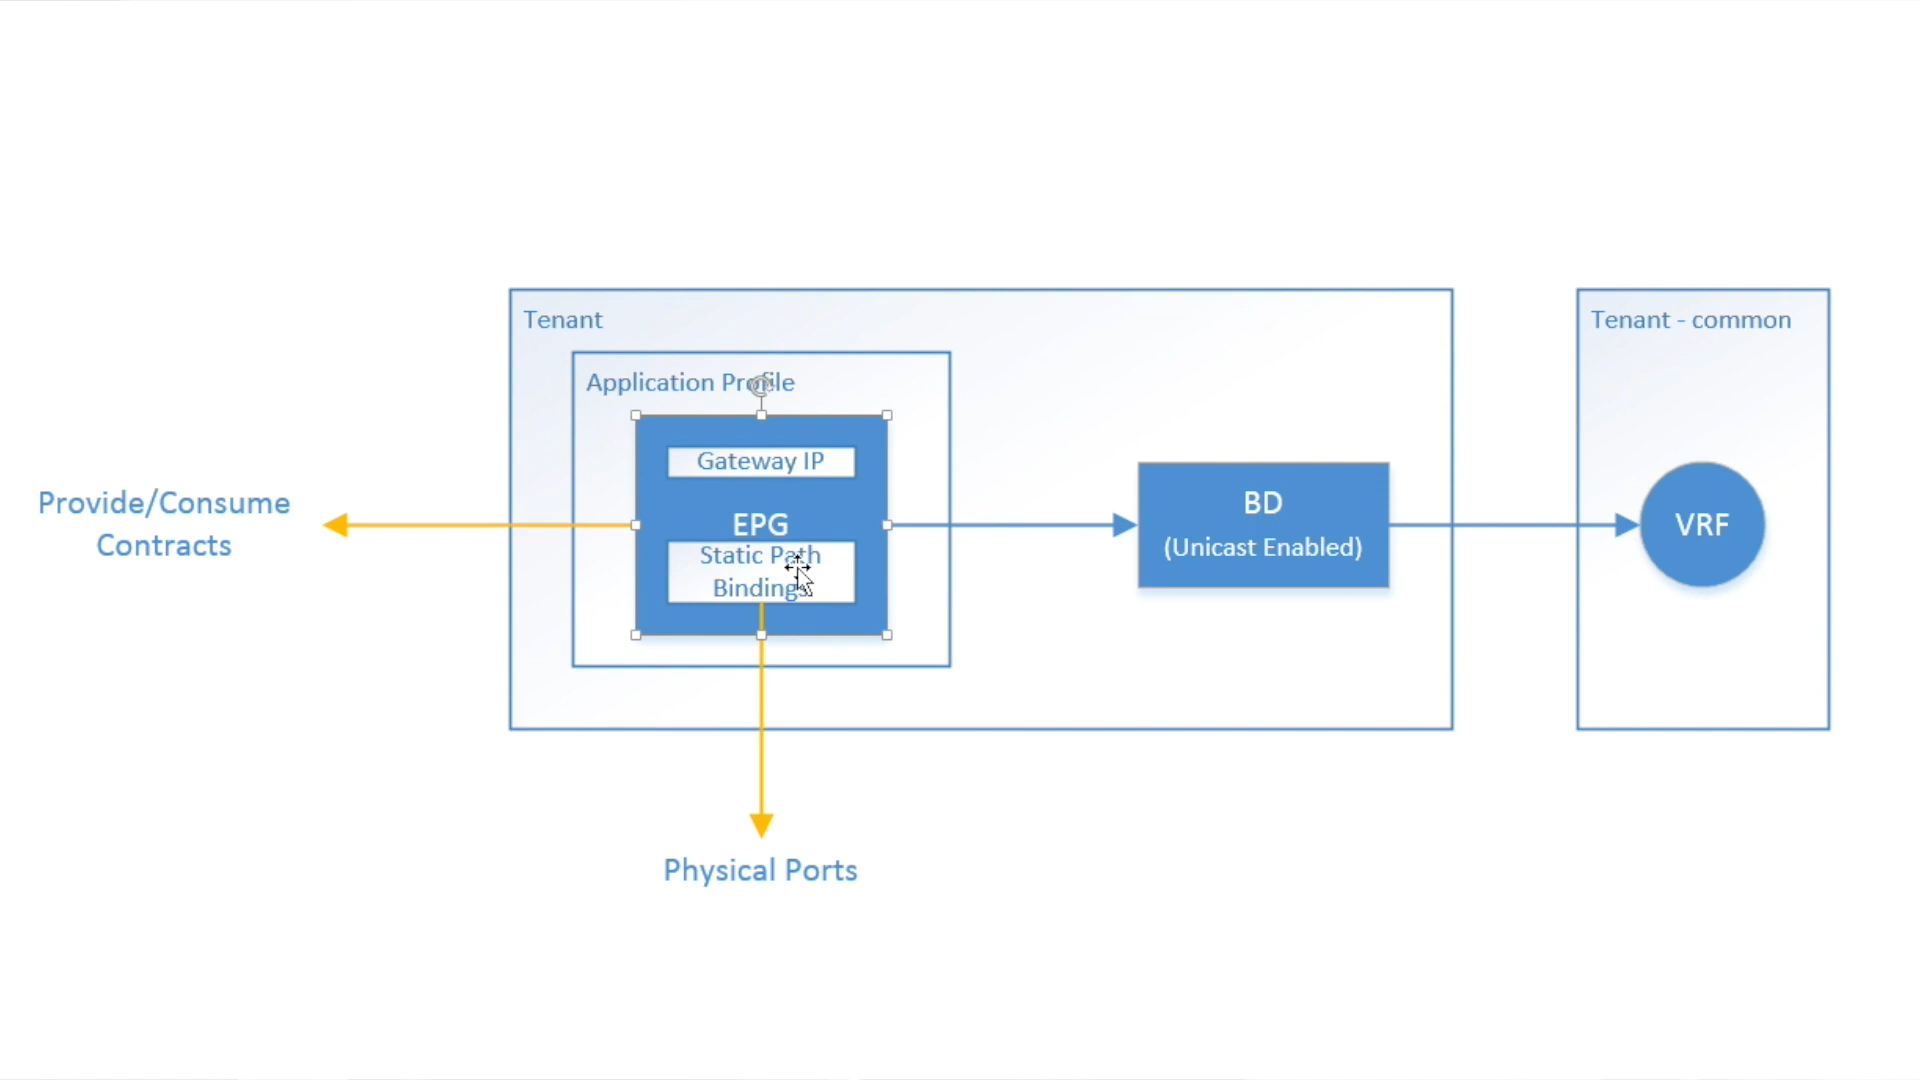 Tenant
Tenant - common
Application Profile
Gateway IP
Provide/Consume
Contracts
EPG
Static Path
Bindings
BD
(Unicast Enabled)
VRF
Physical Ports